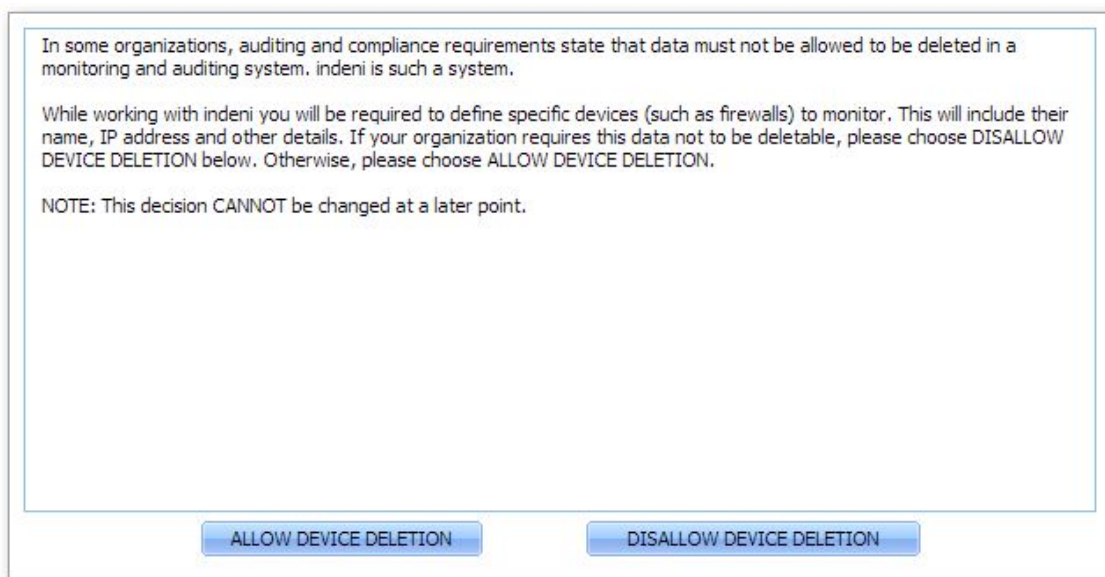 In some organizations, auditing and compliance requirements state that data must not be allowed to be deleted in a
monitoring and auditing system. indeni is such a system.
While working with indeni you will be required to define specific devices (such as firewalls) to monitor. This will include their
name, IP address and other details. If your organization requires this data not to be deletable, please choose DISALLOW
DEVICE DELETION below. Otherwise, please choose ALLOW DEVICE DELETION.
NOTE: This decision CANNOT be changed at a later point.
ALLOW DEVICE DELETION
DISALLOW DEVICE DELETION